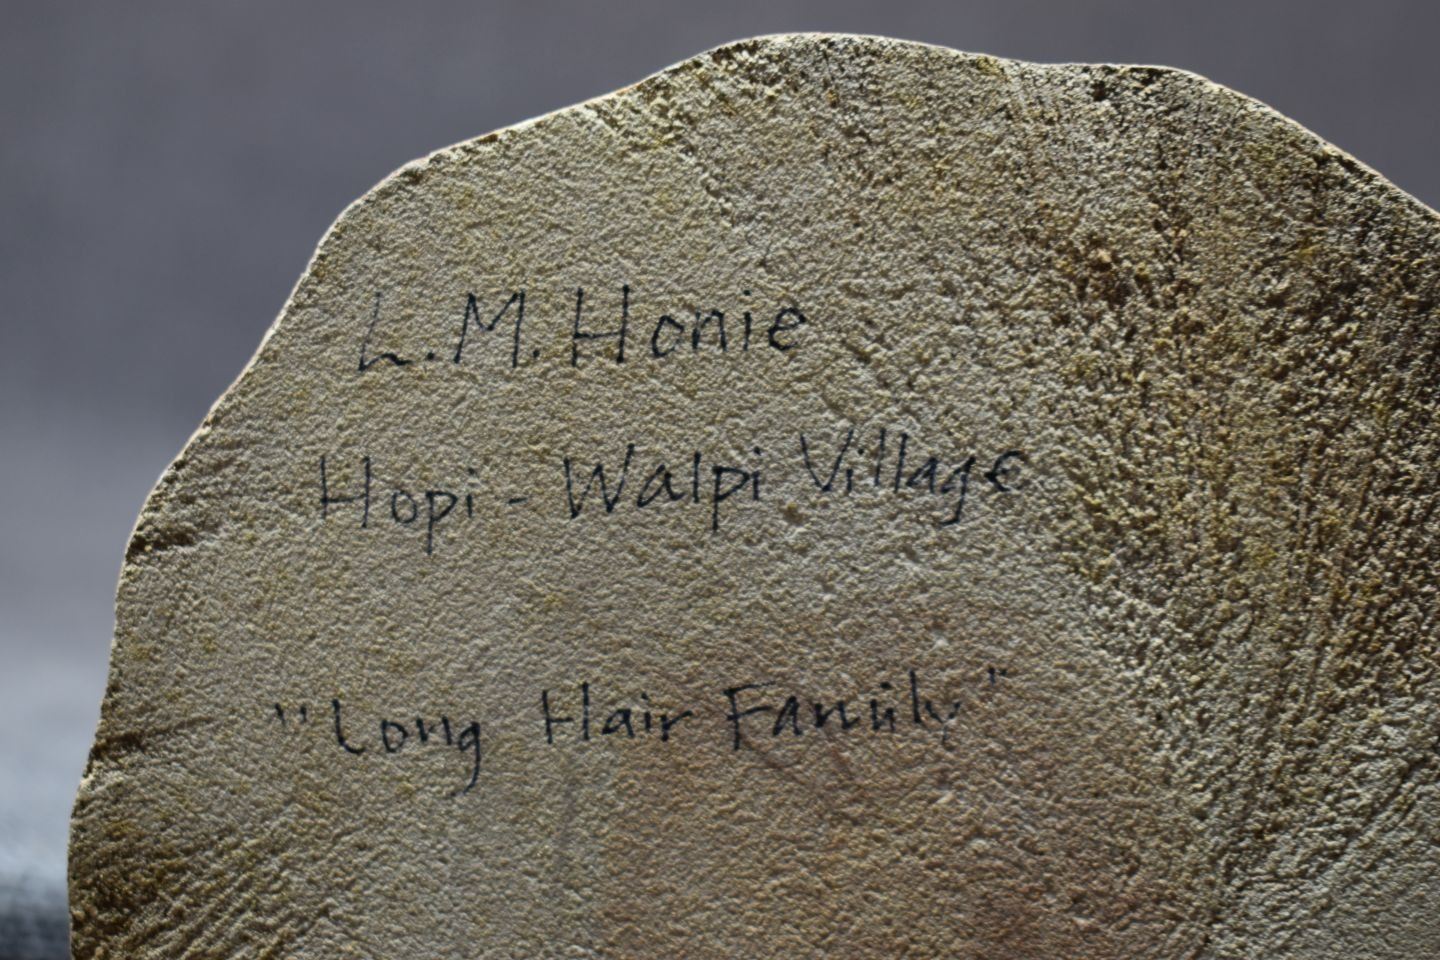 L.M. Honie
Hopi - Walpi Village
"Long Hair Family"